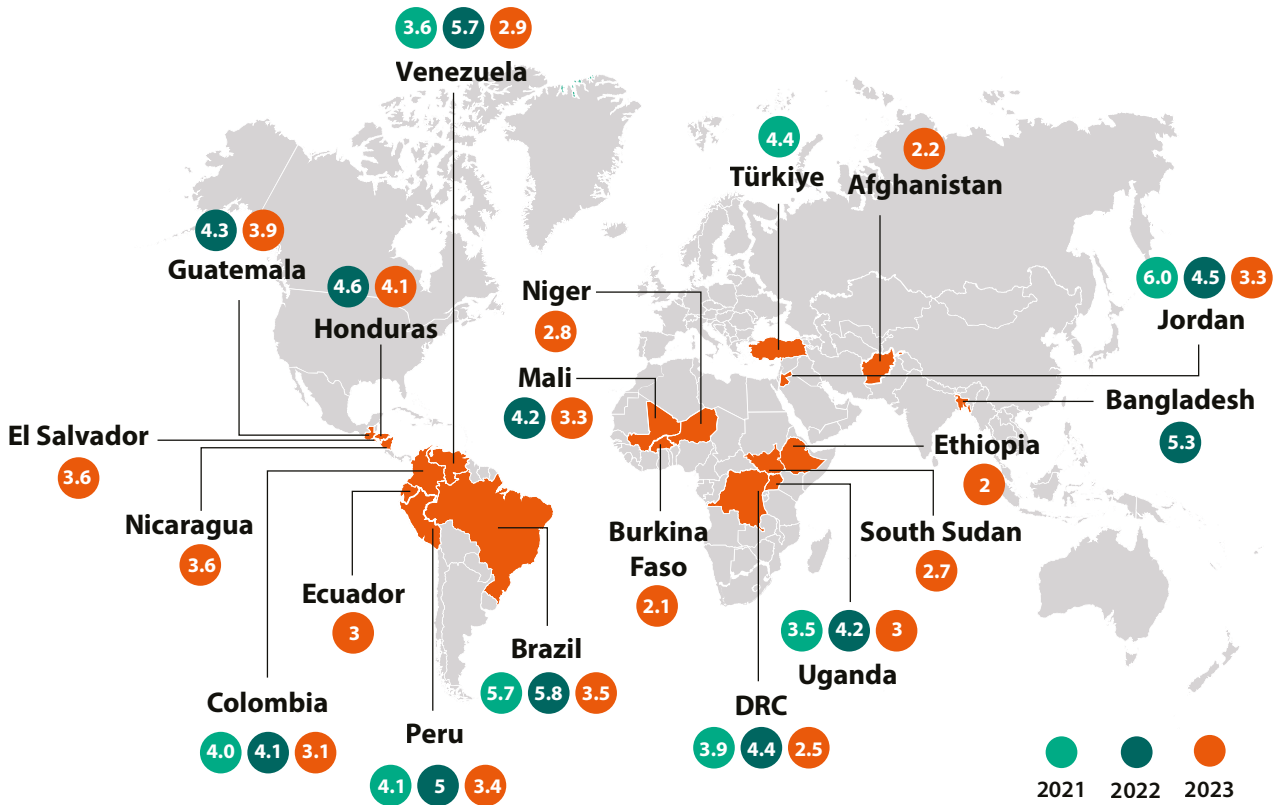 3.6 5.7 2.9
Venezuela
4.4
Türkiye
2.2
Afghanistan
4.3 3.9
Guatemala
4.6 4.1
Honduras
6.0 4.5 3.3
Jordan
Niger
2.8
Mali
4.2 3.3
Bangladesh
5.3
El Salvador
3.6
Ethiopia
2
Nicaragua
3.6
Burkina
Faso
2.1
South Sudan
2.7
Ecuador
3
3.5 4.2 3
Uganda
Brazil
5.7 5.8 3.5
Colombia
4.0 4.1 3.1
Peru
4.1 5 3.4
DRC
3.9 4.4 2.5
2021 2022 2023